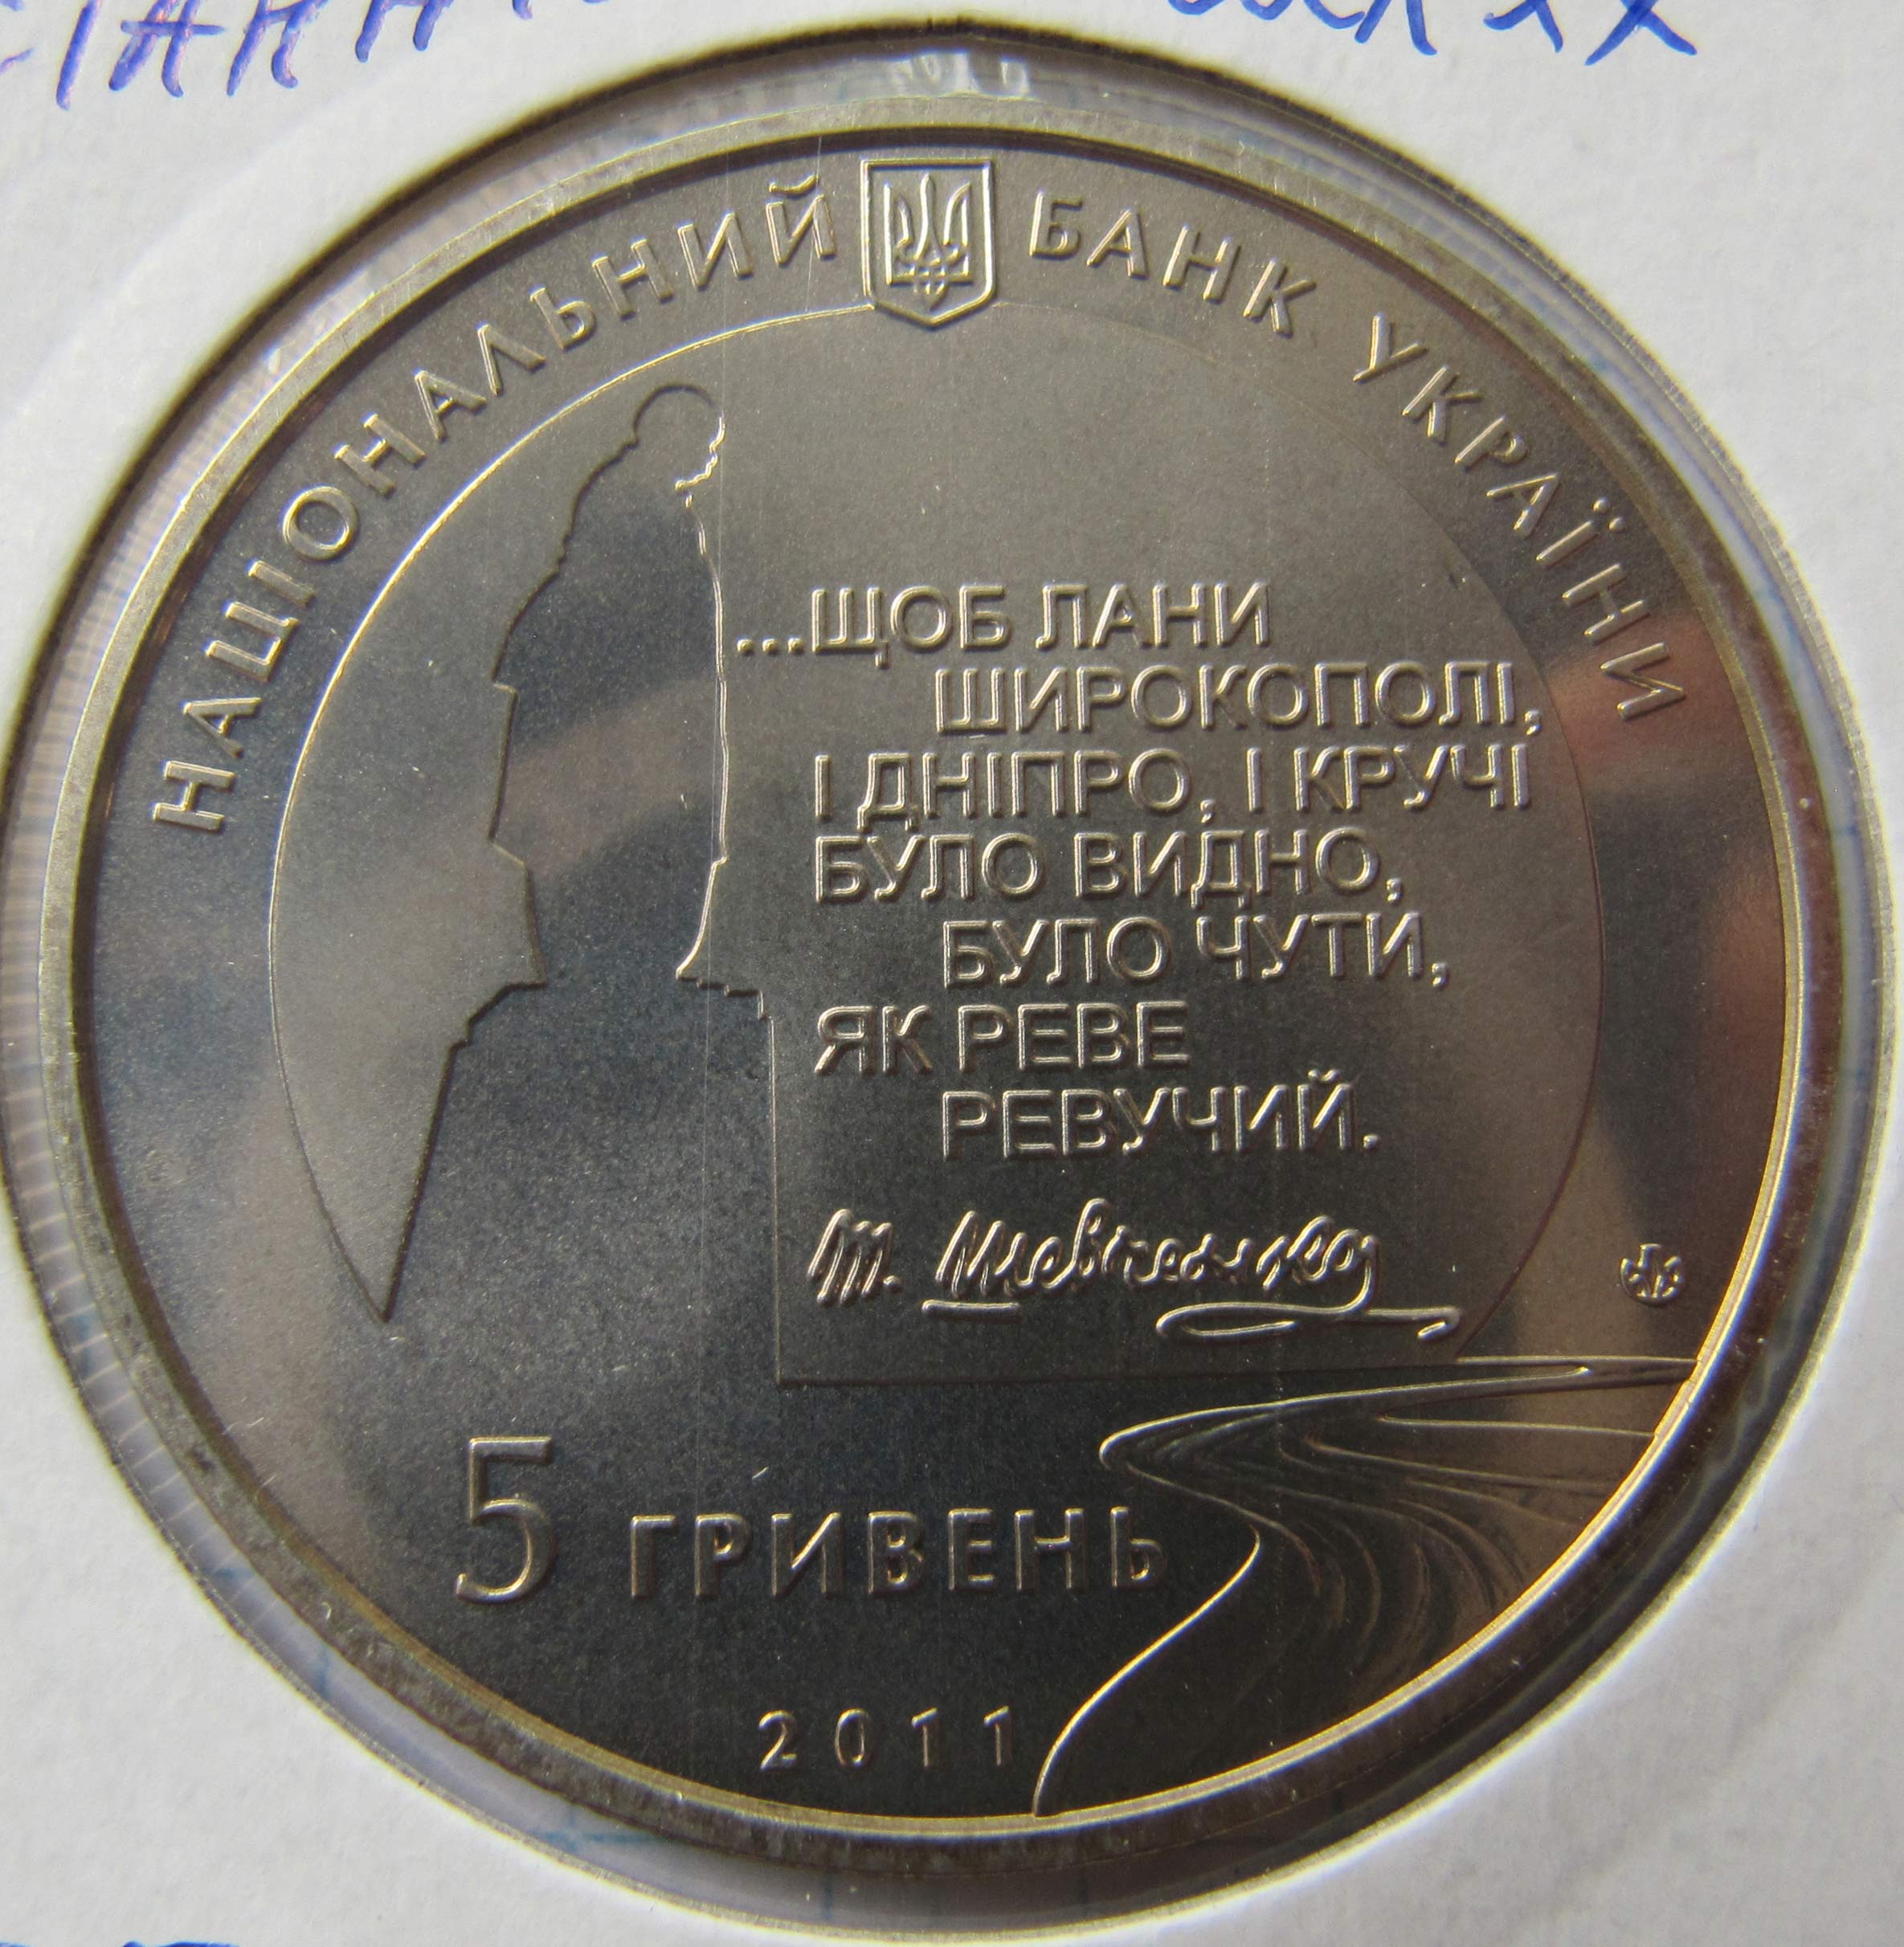 НАЦІОНАЛЬНИЙ БАНК УКРАЇНИ
...ЩОБ ЛАНИ
ШИРОКОПОЛІ,
І ДНІПРО, І КРУЧІ
БУЛО ВИДНО,
БУЛО ЧУТИ,
ЯК РЕВЕ
РЕВУЧИЙ.
Т. Шевченко
5 ГРИВЕНЬ
2011